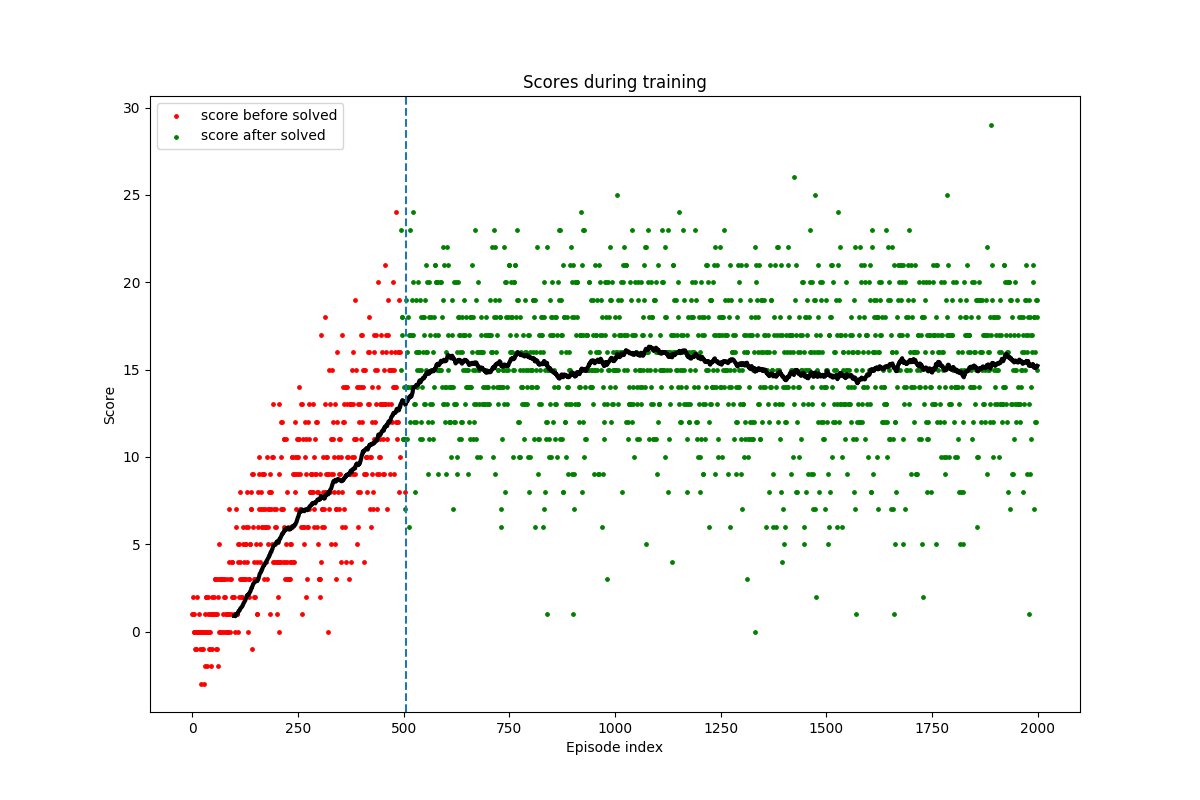 Scores during training
score before solved
score after solved
30
25
20
15
10
5
0
Score
0 250 500 750 1000 1250 1500 1750 2000
Episode index